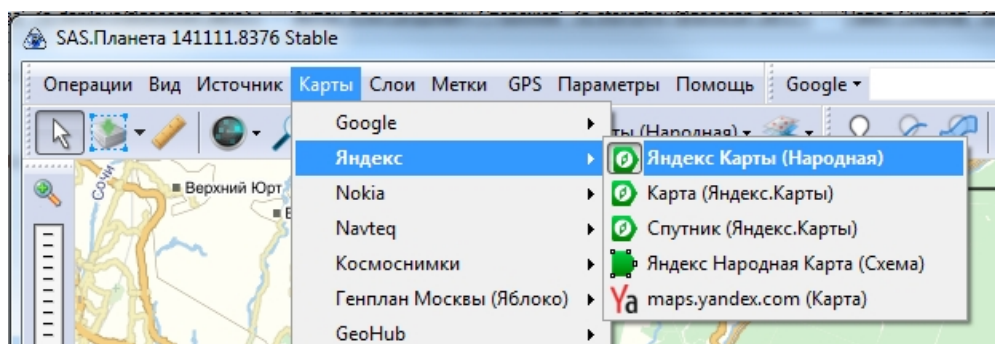 SAS.Планета 141111.8376 Stable
Операции Вид Источник Карты Слои Метки GPS Параметры Помощь Google
Google
(Народная)
Яндекс
Яндекс Карты (Народная)
Сочи
Верхний Юрт
Nokia
Карта (Яндекс.Карты)
Navteq
Спутник (Яндекс.Карты)
Космоснимки
Яндекс Народная Карта (Схема)
Генплан Москвы (Яблоко)
Ya maps.yandex.com (Карта)
GeoHub